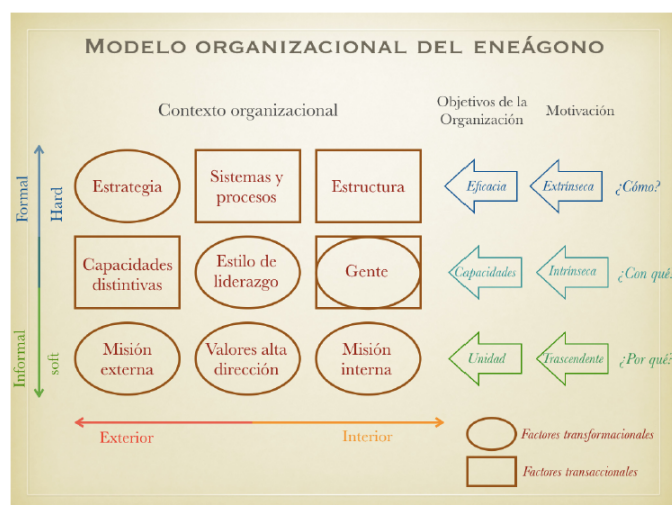 MODELO ORGANIZACIONAL DEL ENEÁGONO
Contexto organizacional
Objetivos de la
Organización
Motivación
Formal
Hard
Estrategia
Sistemas y
procesos
Estructura
Eficacia
Extrínseca
¿Cómo?
Capacidades
distintivas
Estilo de
liderazgo
Gente
Capacidades
Intrínseca
¿Con qué?
Informal
soft
Misión
externa
Valores alta
dirección
Misión
interna
Unidad
Trascendente
¿Por qué?
Exterior
Interior
Factores transformacionales
Factores transaccionales